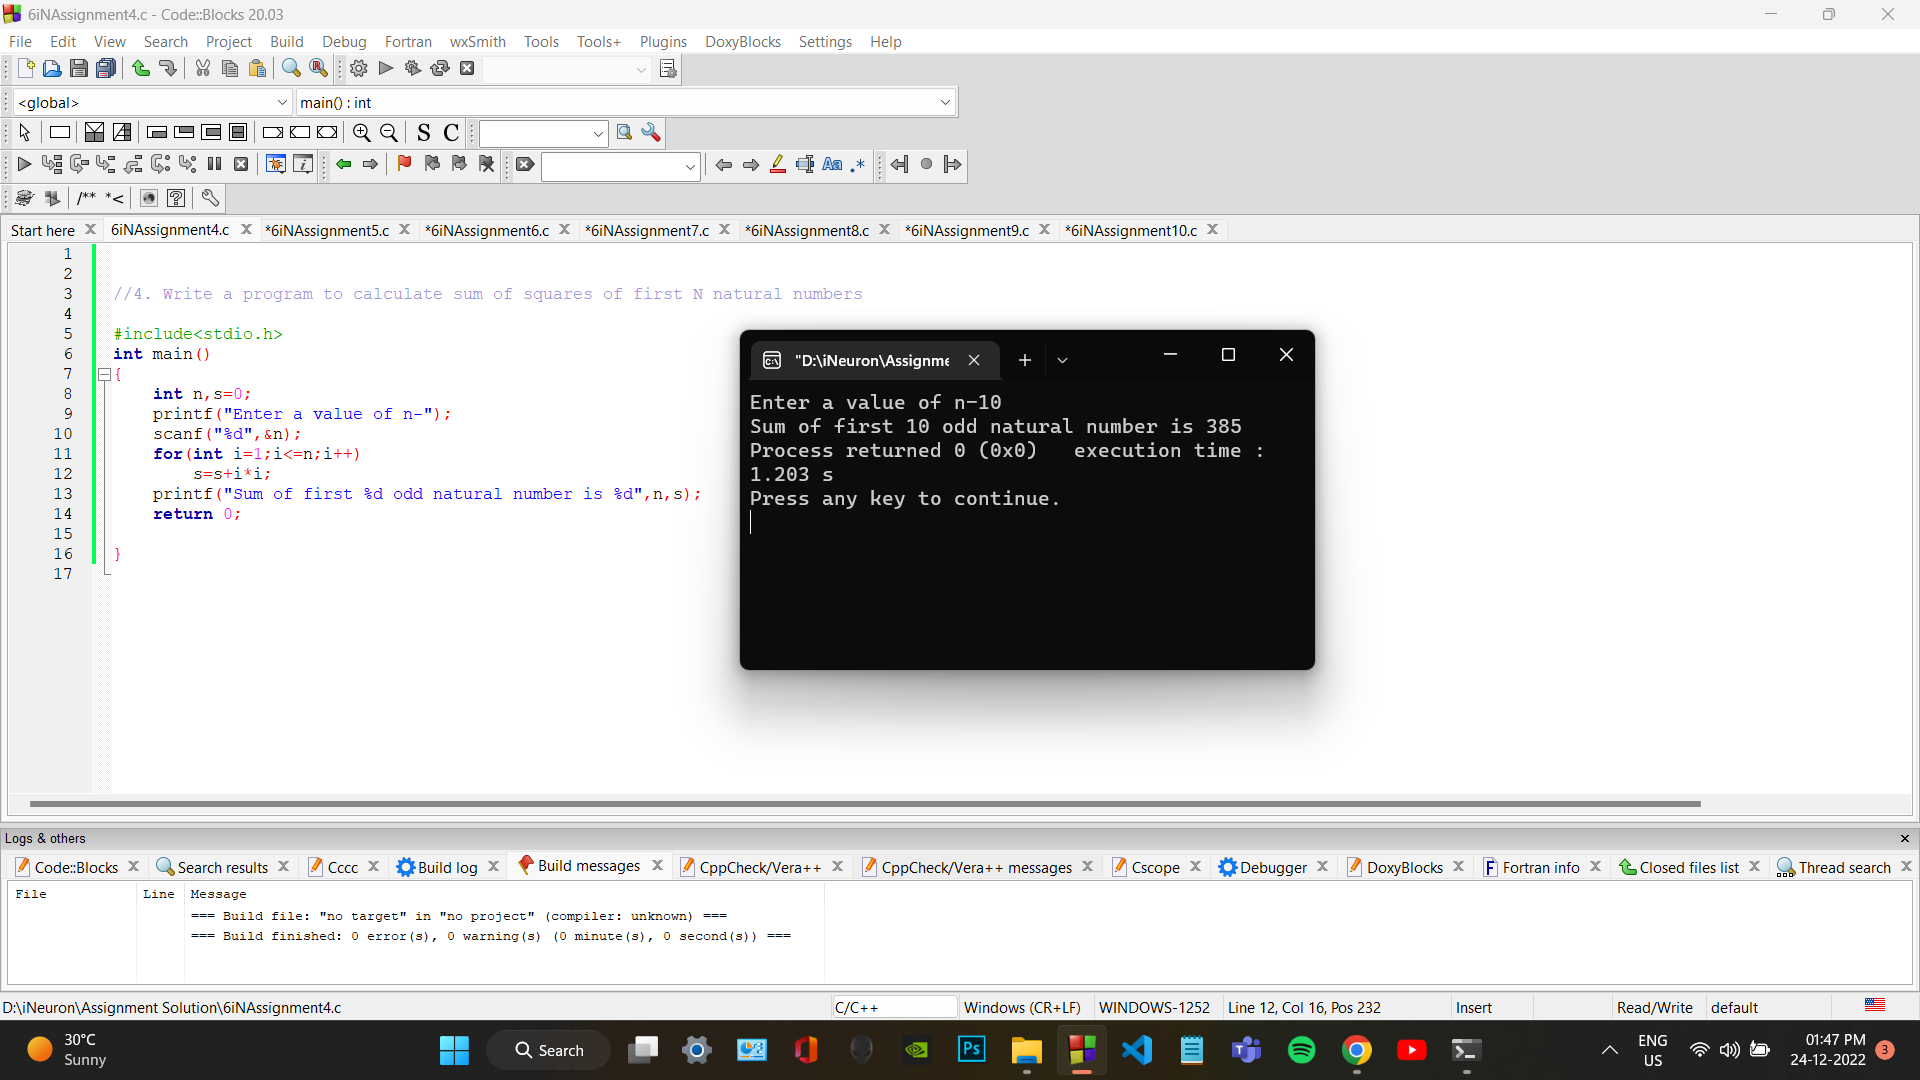 6iNAssignment4.c - Code::Blocks 20.03
File Edit View Search Project Build Debug Fortran wxSmith Tools Tools+ Plugins DoxyBlocks Settings Help
<global> main() : int
S C
Aa .*
/** *<
Start here 6iNAssignment4.c *6iNAssignment5.c *6iNAssignment6.c *6iNAssignment7.c *6iNAssignment8.c *6iNAssignment9.c *6iNAssignment10.c
1
2
3 //4. Write a program to calculate sum of squares of first N natural numbers
4
5 #include<stdio.h>
6 int main()
7 {
8 int n,s=0;
9 printf("Enter a value of n-");
10 scanf("%d",&n);
11 for(int i=1;i<=n;i++)
12 s=s+i*i;
13 printf("Sum of first %d odd natural number is %d",n,s);
14 return 0;
15
16 }
17
"D:\iNeuron\Assignme
Enter a value of n-10
Sum of first 10 odd natural number is 385
Process returned 0 (0x0)   execution time :
1.203 s
Press any key to continue.
Logs & others
Code::Blocks Search results Cccc Build log Build messages CppCheck/Vera++ CppCheck/Vera++ messages Cscope Debugger DoxyBlocks Fortran info Closed files list Thread search
File Line Message
=== Build file: "no target" in "no project" (compiler: unknown) ===
=== Build finished: 0 error(s), 0 warning(s) (0 minute(s), 0 second(s)) ===
D:\iNeuron\Assignment Solution\6iNAssignment4.c C/C++ Windows (CR+LF) WINDOWS-1252 Line 12, Col 16, Pos 232 Insert Read/Write default
30°C
Sunny
Search
Ps
ENG
US
01:47 PM
24-12-2022
3